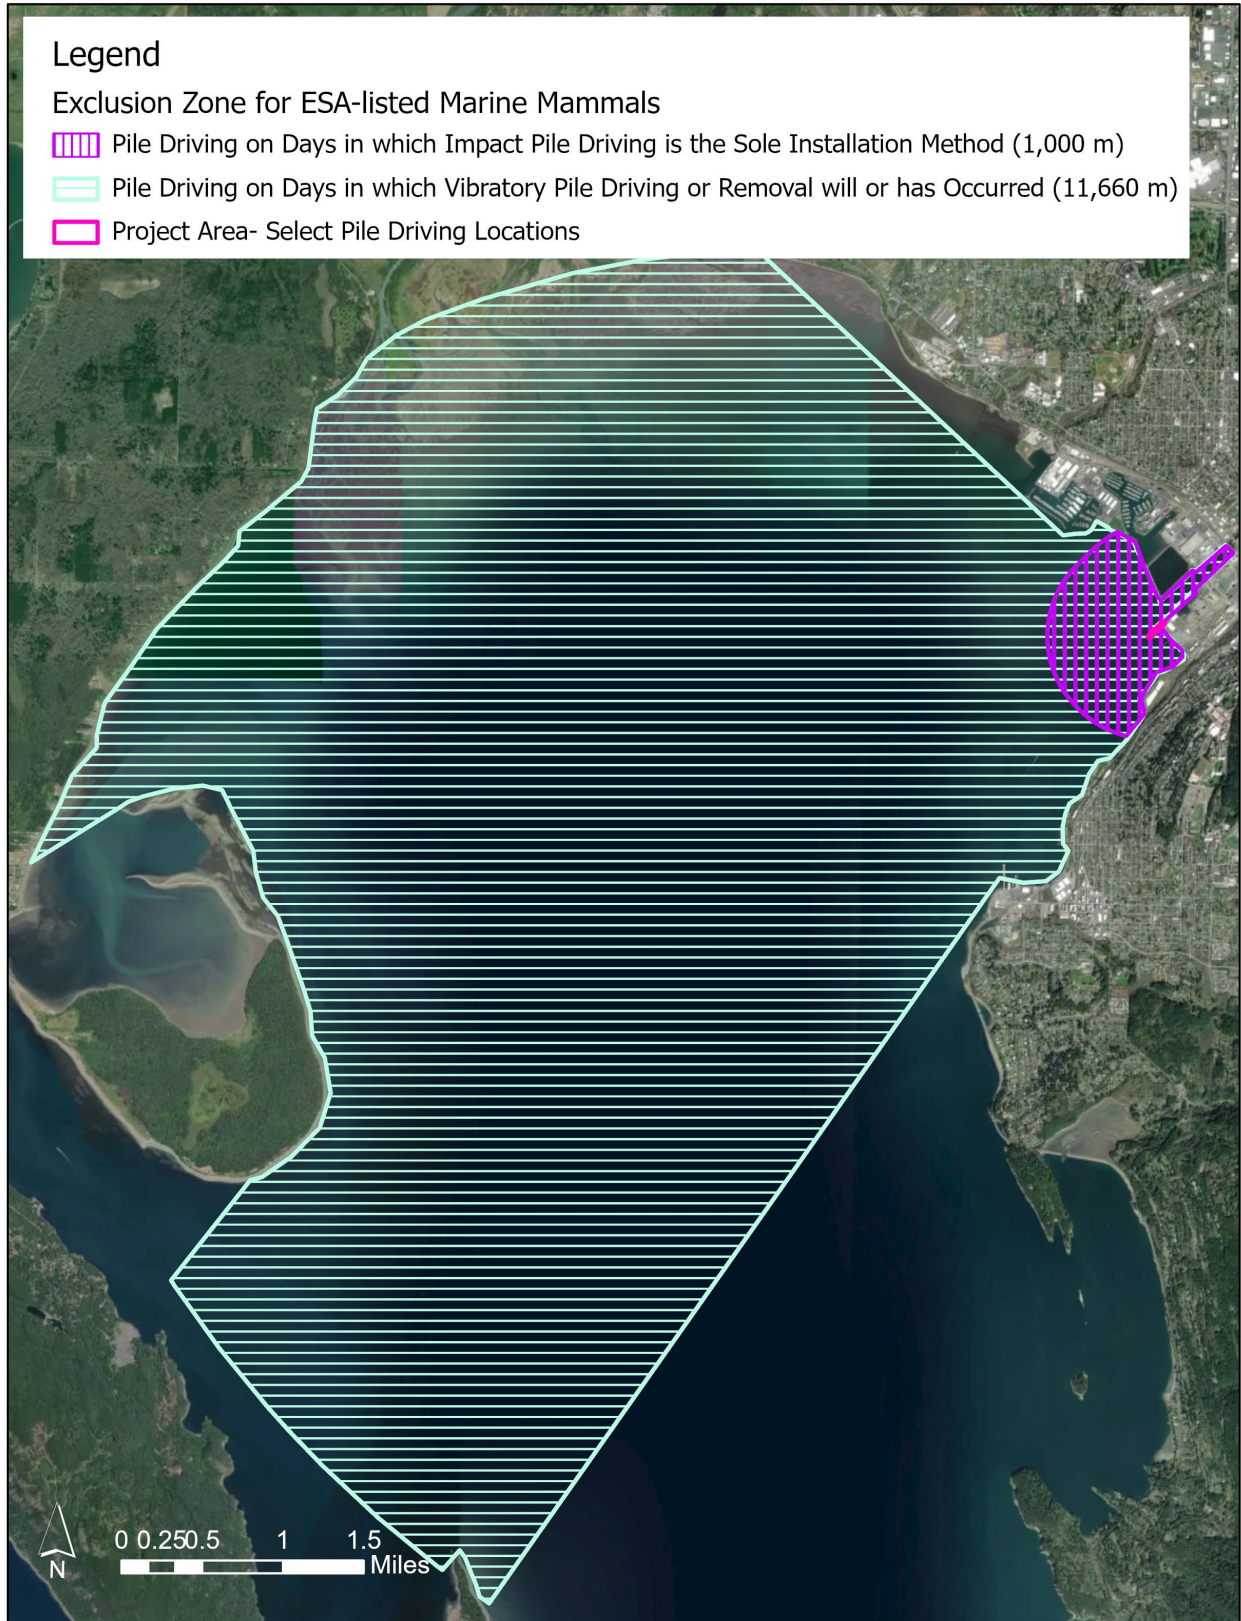 Legend
Exclusion Zone for ESA-listed Marine Mammals
Pile Driving on Days in which Impact Pile Driving is the Sole Installation Method (1,000 m)
Pile Driving on Days in which Vibratory Pile Driving or Removal will or has Occurred (11,660 m)
Project Area- Select Pile Driving Locations
0 0.25 0.5 1 1.5
Miles
N